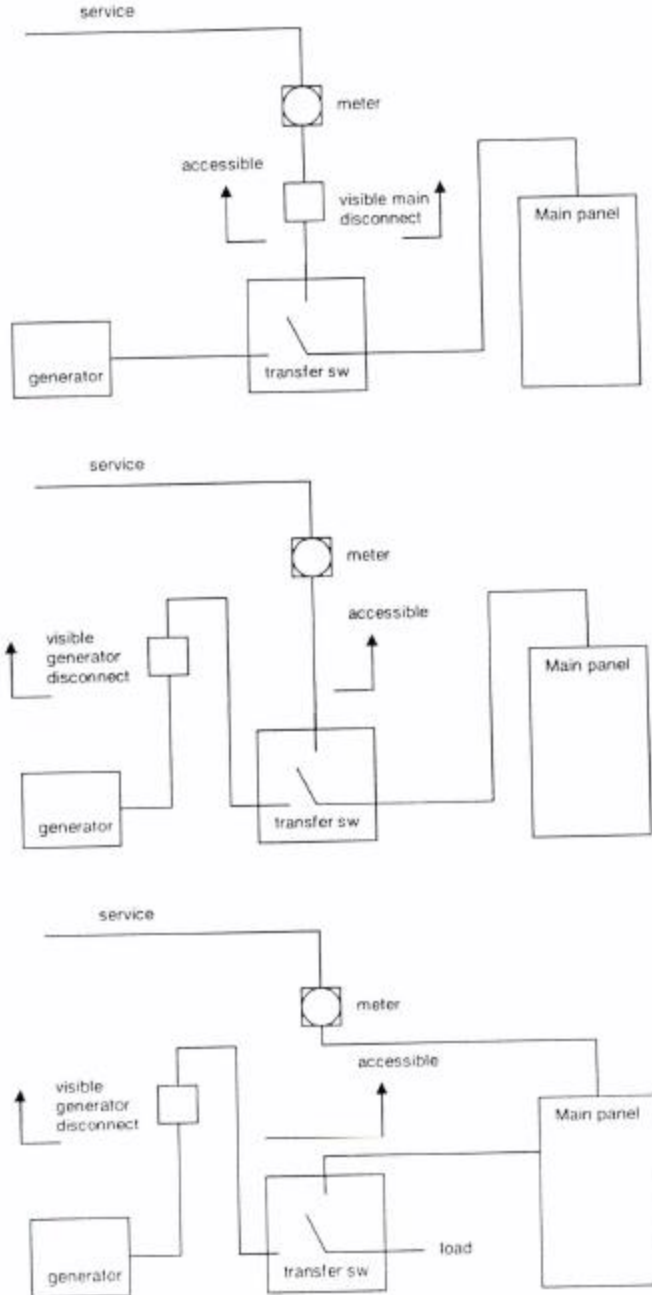 service
meter
accessible
visible main
disconnect
Main panel
generator
transfer sw
service
meter
accessible
visible
generator
disconnect
Main panel
generator
transfer sw
service
meter
accessible
visible
generator
disconnect
Main panel
load
generator
transfer sw